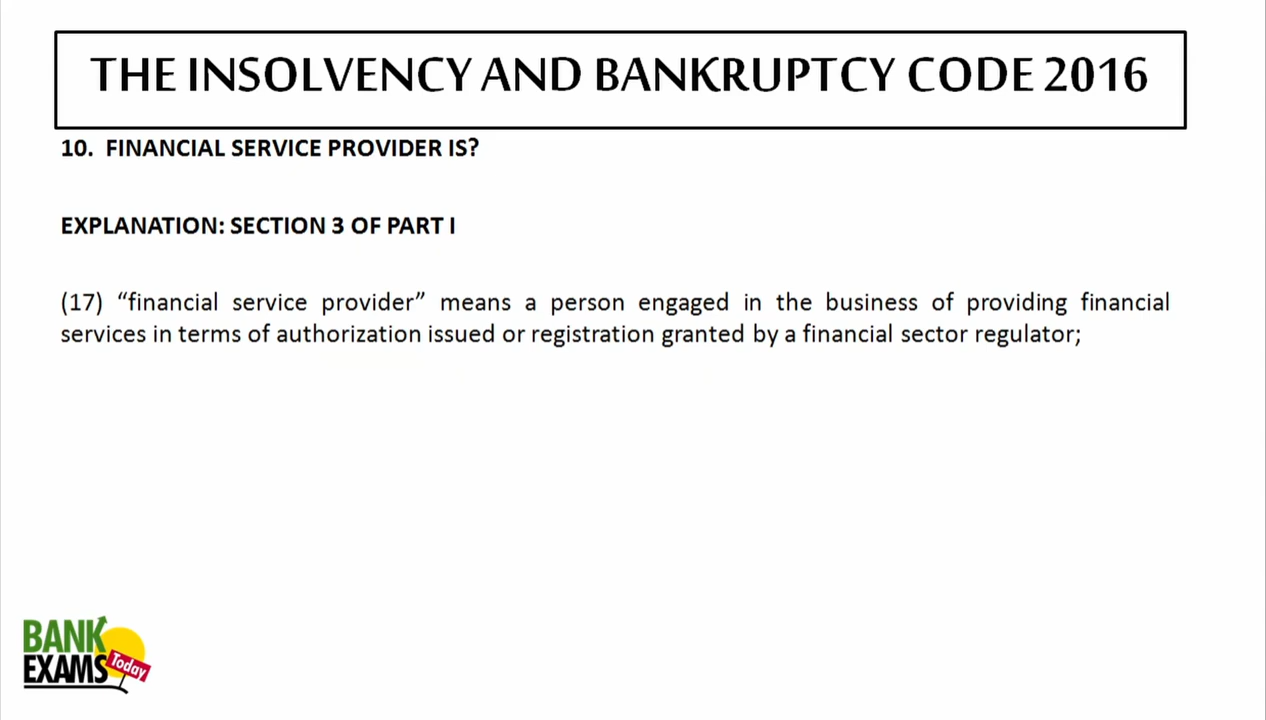 THE INSOLVENCY AND BANKRUPTCY CODE 2016
10. FINANCIAL SERVICE PROVIDER IS?
EXPLANATION: SECTION 3 OF PART I
(17) “financial service provider” means a person engaged in the business of providing financial
services in terms of authorization issued or registration granted by a financial sector regulator;
BANK
EXAMS
Today